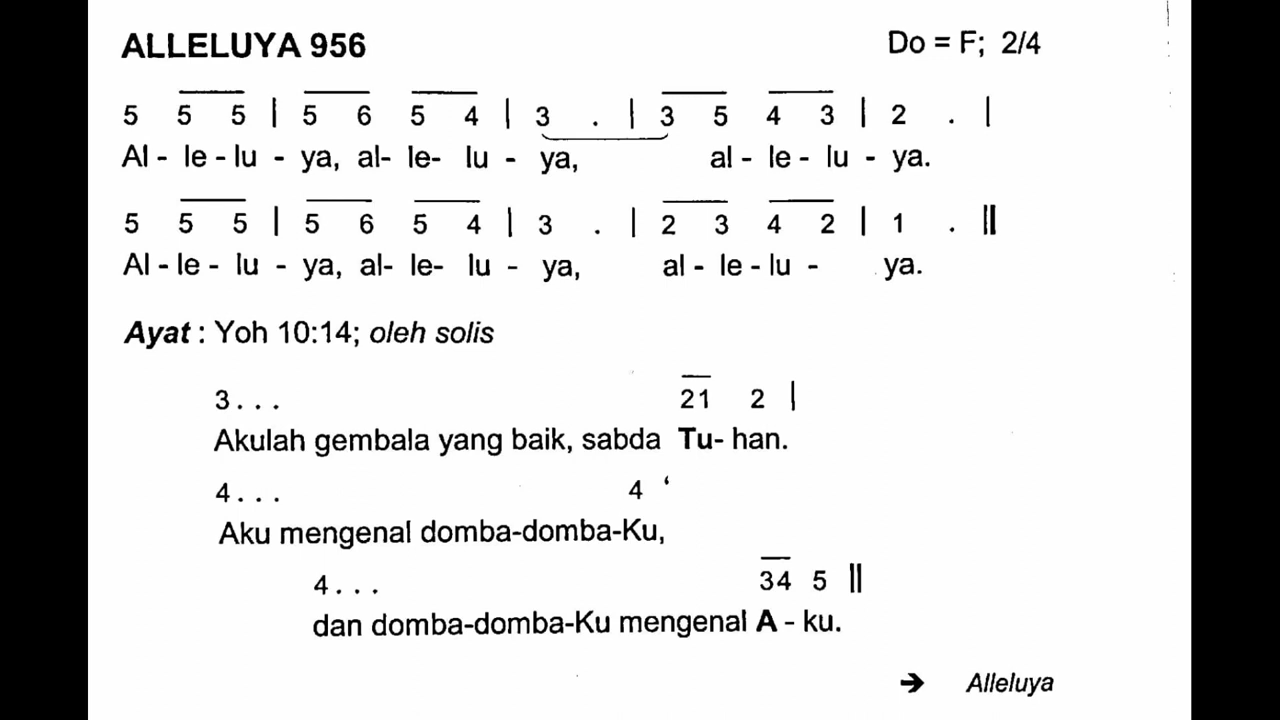 ALLELUYA 956 Do = F; 2/4
5 5 5 | 5 6 5 4 | 3 . | 3 5 4 3 | 2 . |
Al - le - lu - ya, al- le- lu - ya, al - le - lu - ya.
5 5 5 | 5 6 5 4 | 3 . | 2 3 4 2 | 1 . ||
Al - le - lu - ya, al- le- lu - ya, al - le - lu - ya.
Ayat : Yoh 10:14; oleh solis
3 . . . 21 2 |
Akulah gembala yang baik, sabda Tu- han.
4 . . . 4 ‘
Aku mengenal domba-domba-Ku,
4 . . . 34 5 ||
dan domba-domba-Ku mengenal A - ku.
➔ Alleluya